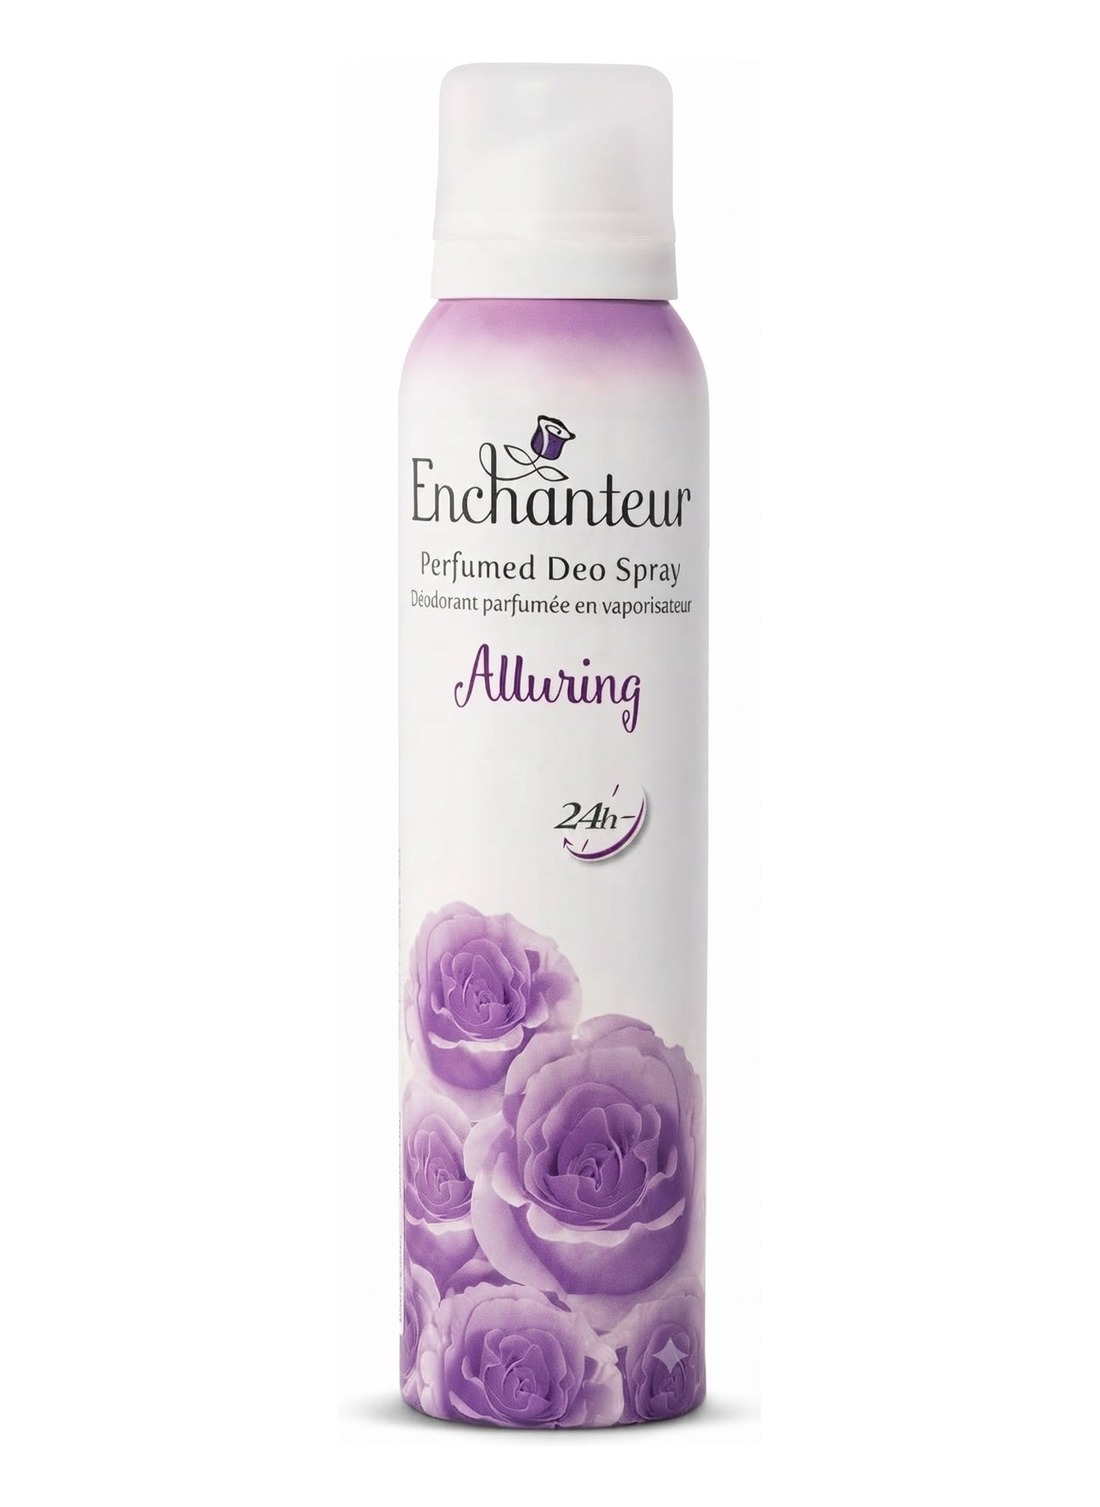 Enchanteur
Perfumed Deo Spray
Déodorant parfumée en vaporisateur
Alluring
24h